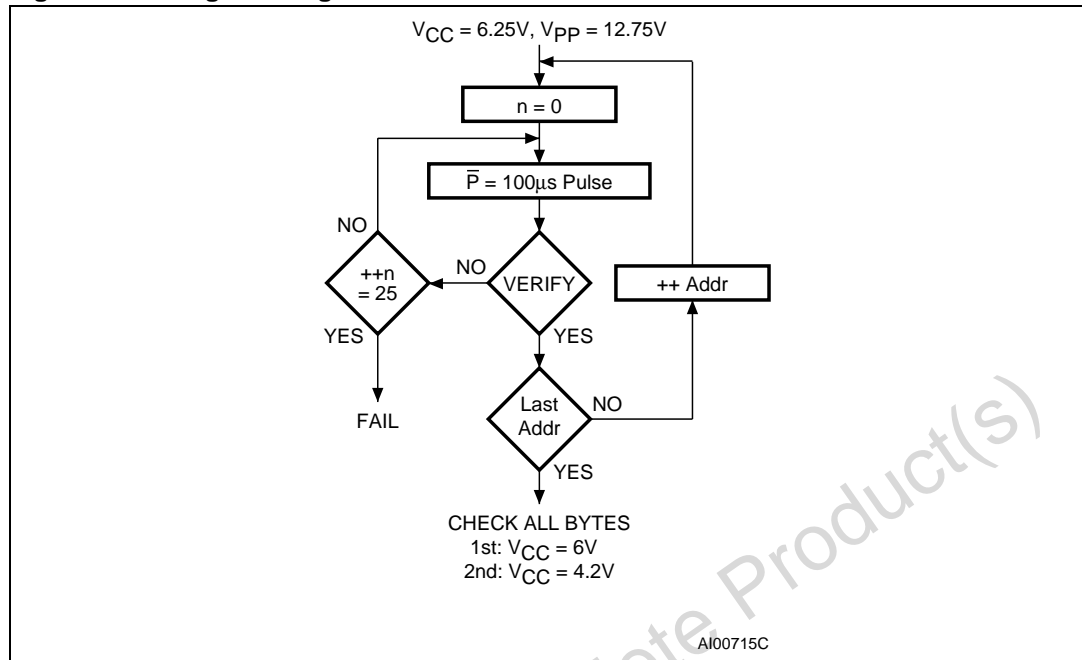 VCC = 6.25V, VPP = 12.75V
n = 0
P̅ = 100μs Pulse
NO
++n
= 25
NO
VERIFY
++ Addr
YES
YES
FAIL
Last
Addr
NO
YES
CHECK ALL BYTES
1st: VCC = 6V
2nd: VCC = 4.2V
Product(s)
AI00715C